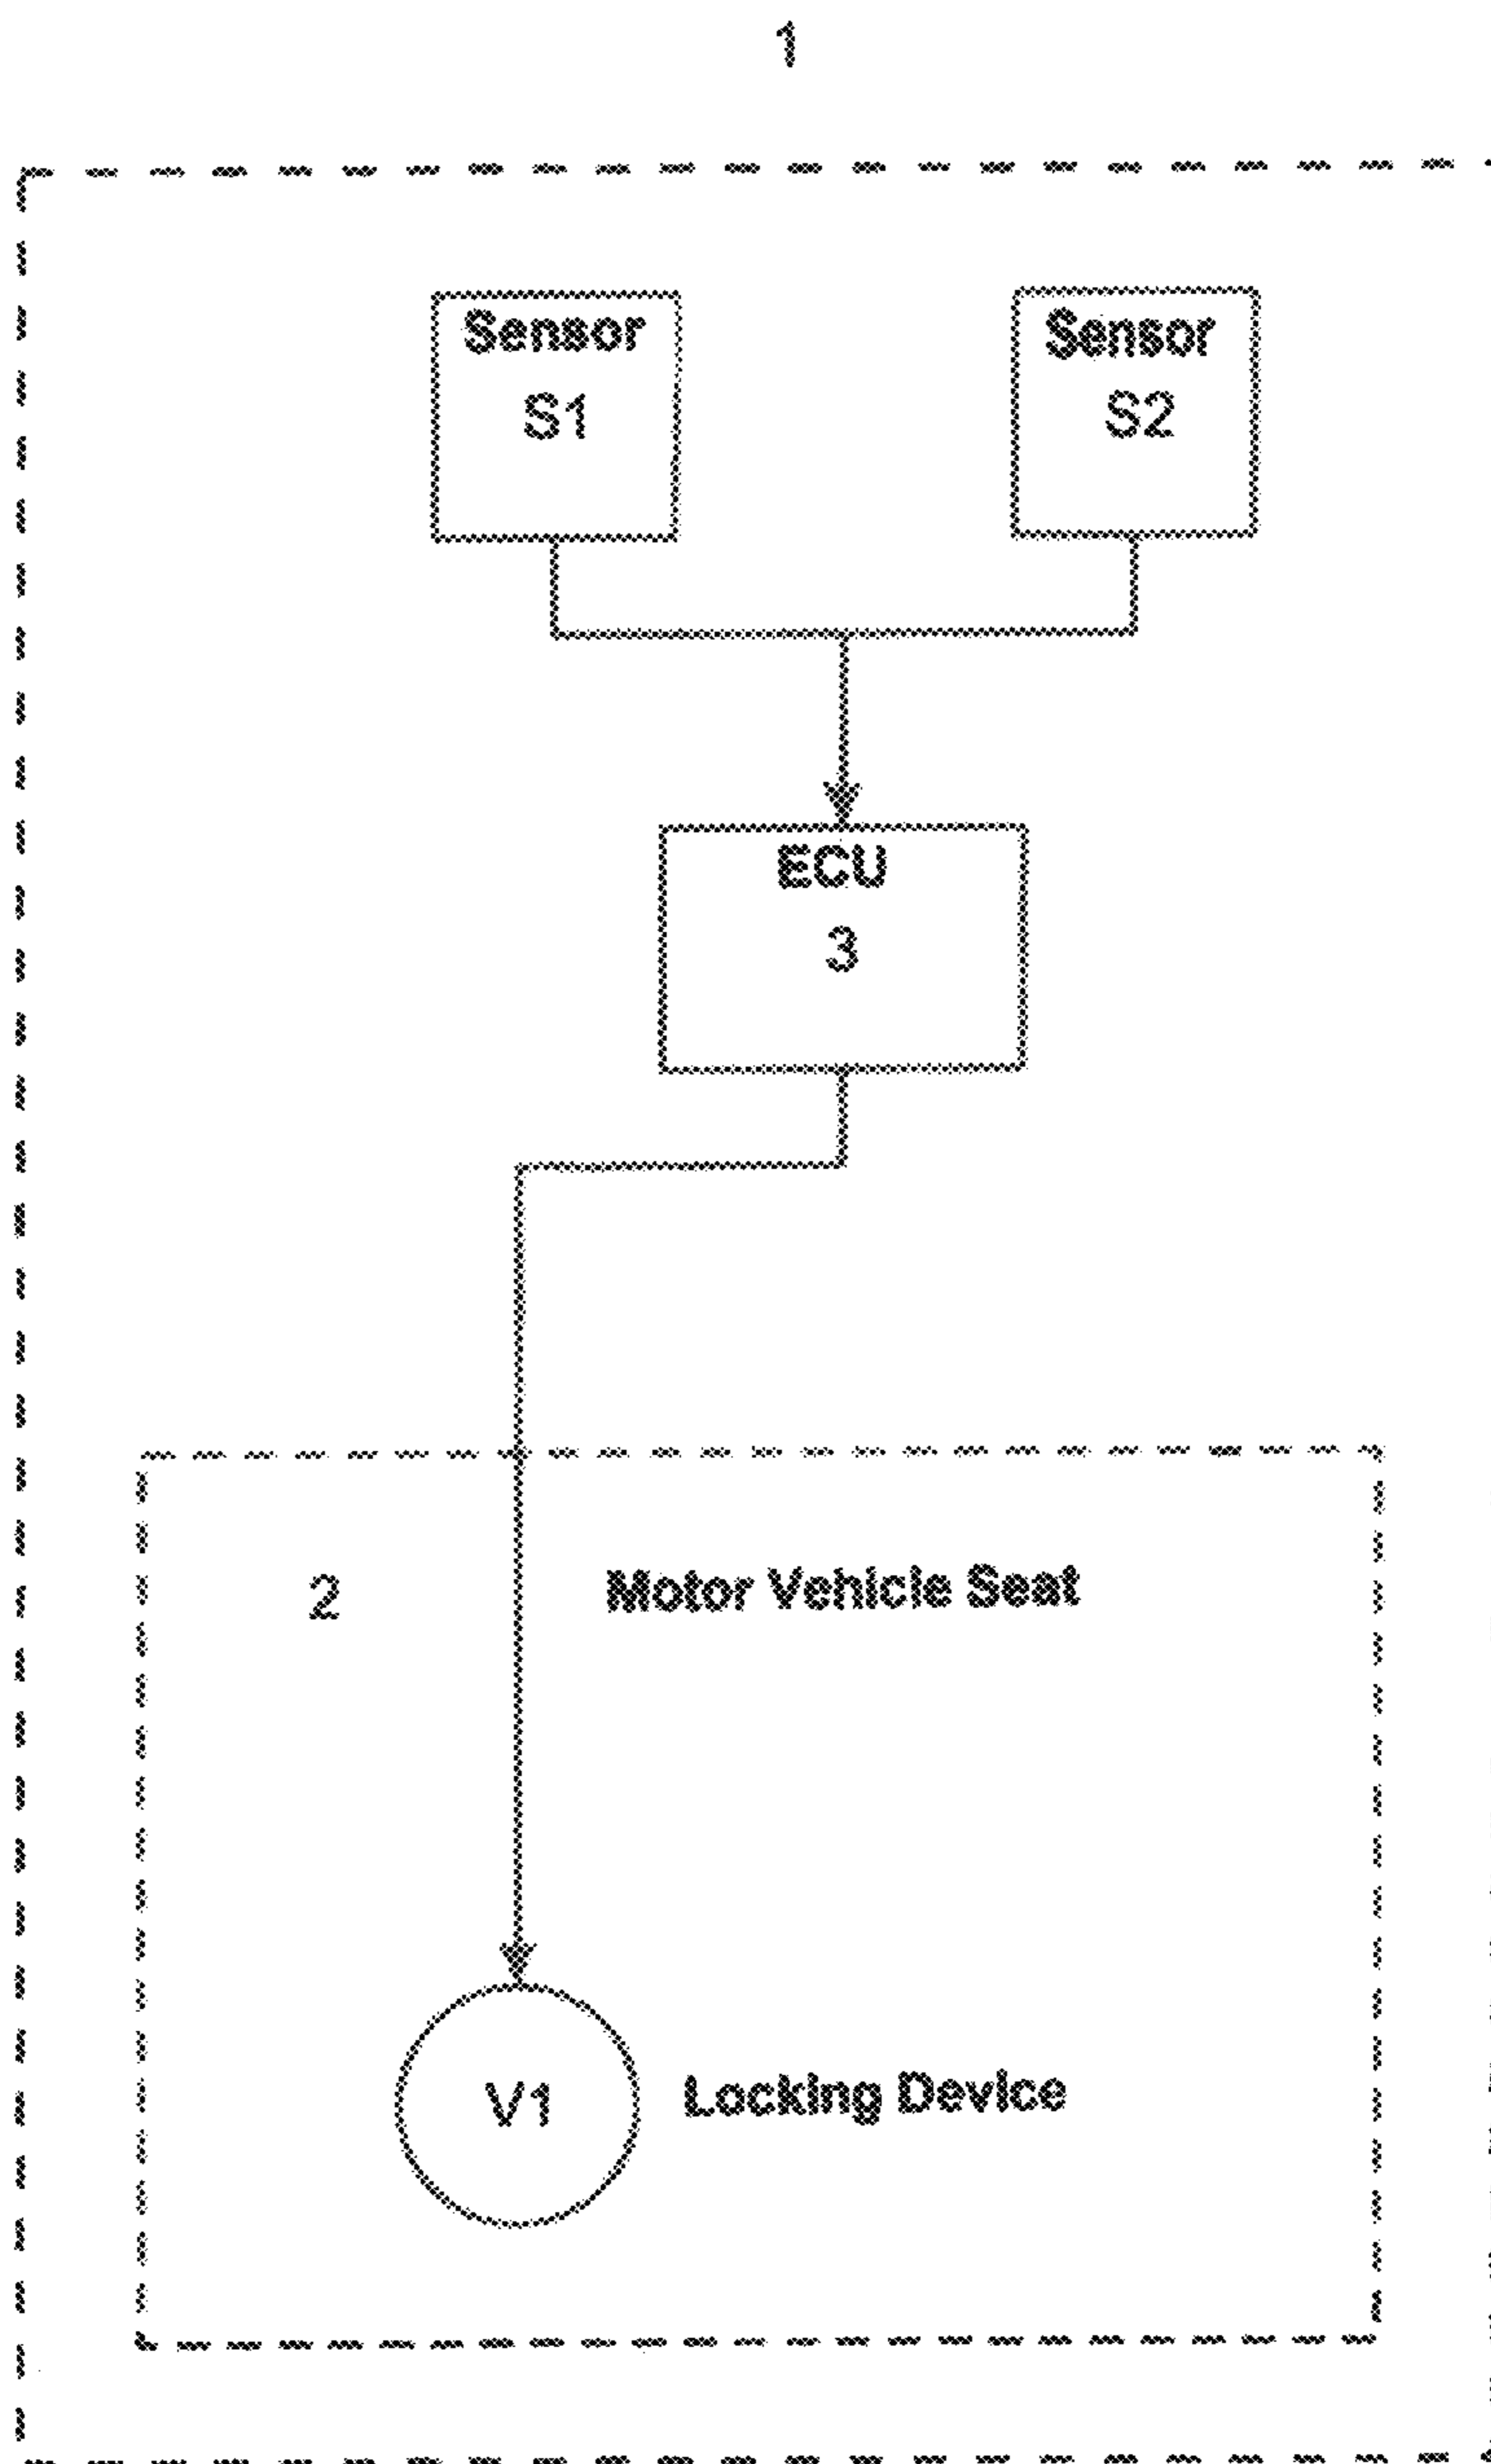 1
Sensor
S1
Sensor
S2
ECU
3
2
Motor Vehicle Seat
V1
Locking Device